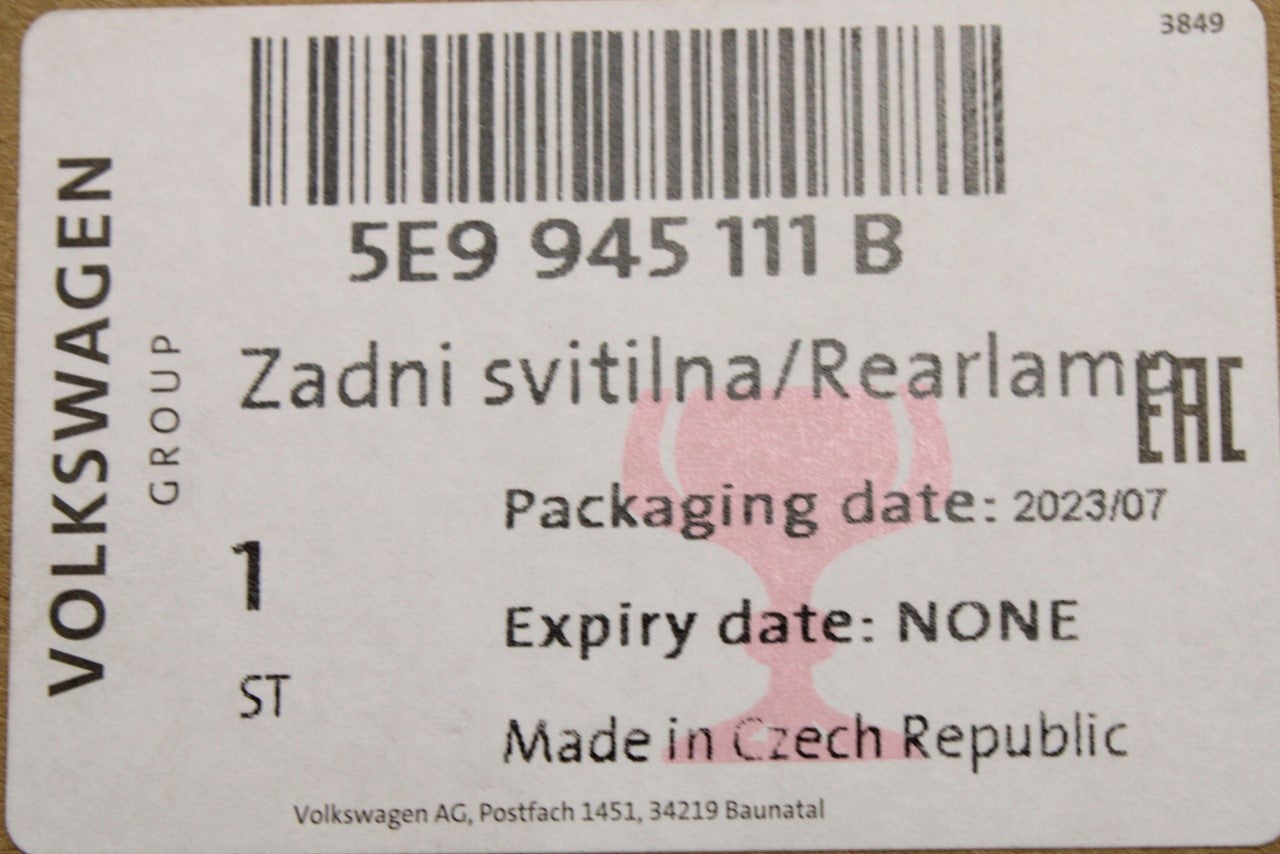 3849
5E9 945 111 B
VOLKSWAGEN
GROUP
Zadni svitilna/Rearlamp
EAC
Packaging date: 2023/07
1
Expiry date: NONE
ST
Made in Czech Republic
Volkswagen AG, Postfach 1451, 34219 Baunatal